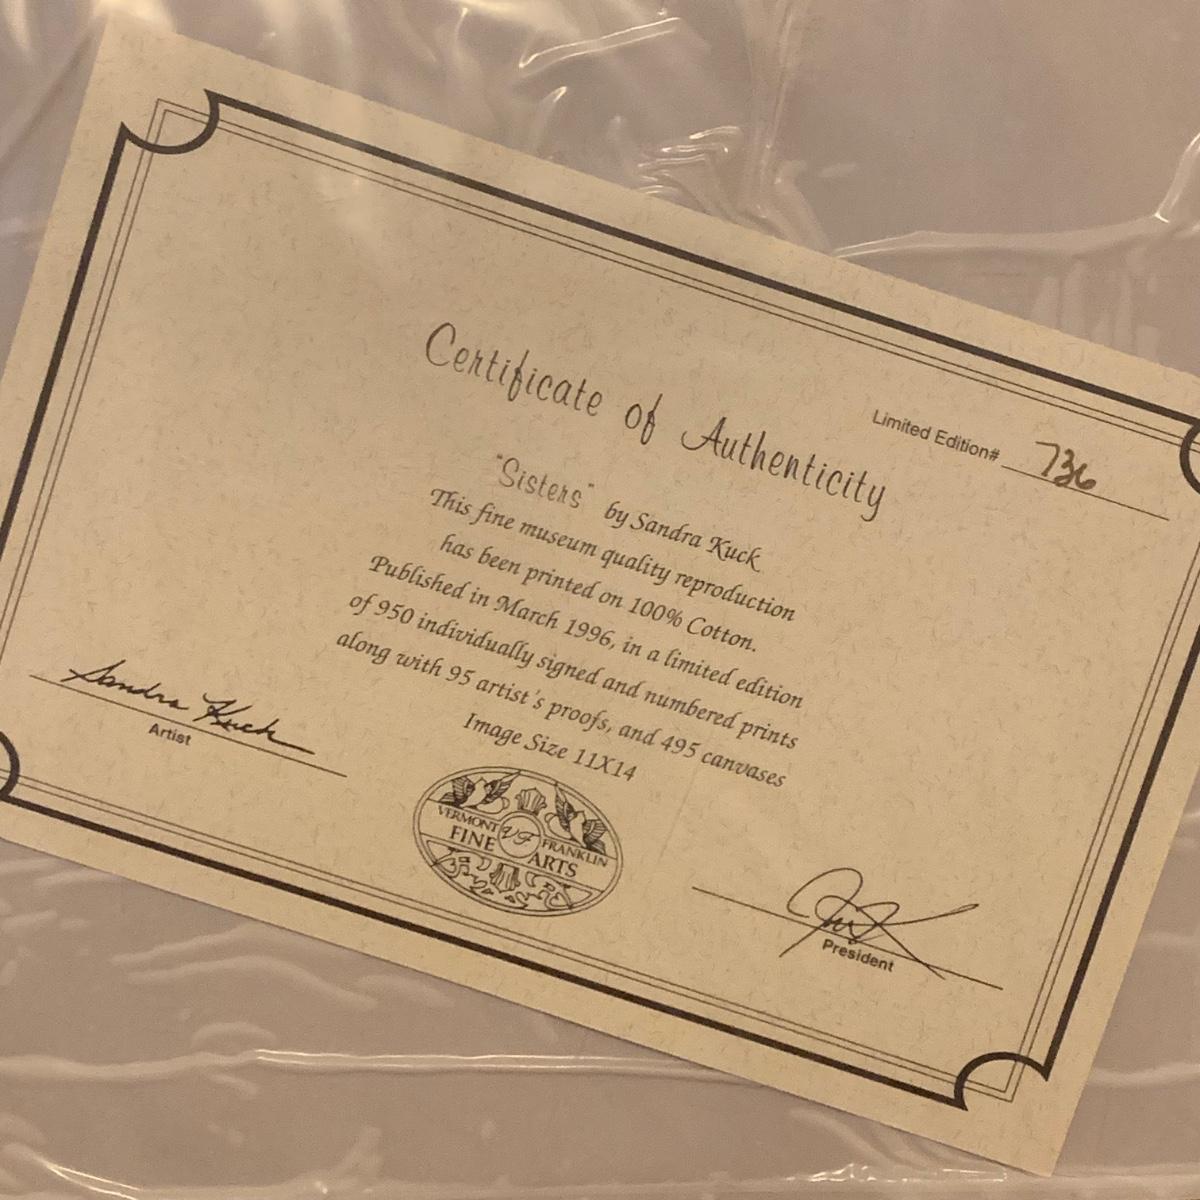 Certificate of Authenticity
Limited Edition# 736
"Sisters" by Sandra Kuck
This fine museum quality reproduction
has been printed on 100% Cotton.
Published in March 1996, in a limited edition
of 950 individually signed and numbered prints
along with 95 artist's proofs, and 495 canvases
Image Size 11X14
Sandra Kuck
Artist
VERMONT FRANKLIN
VF
FINE ARTS
President